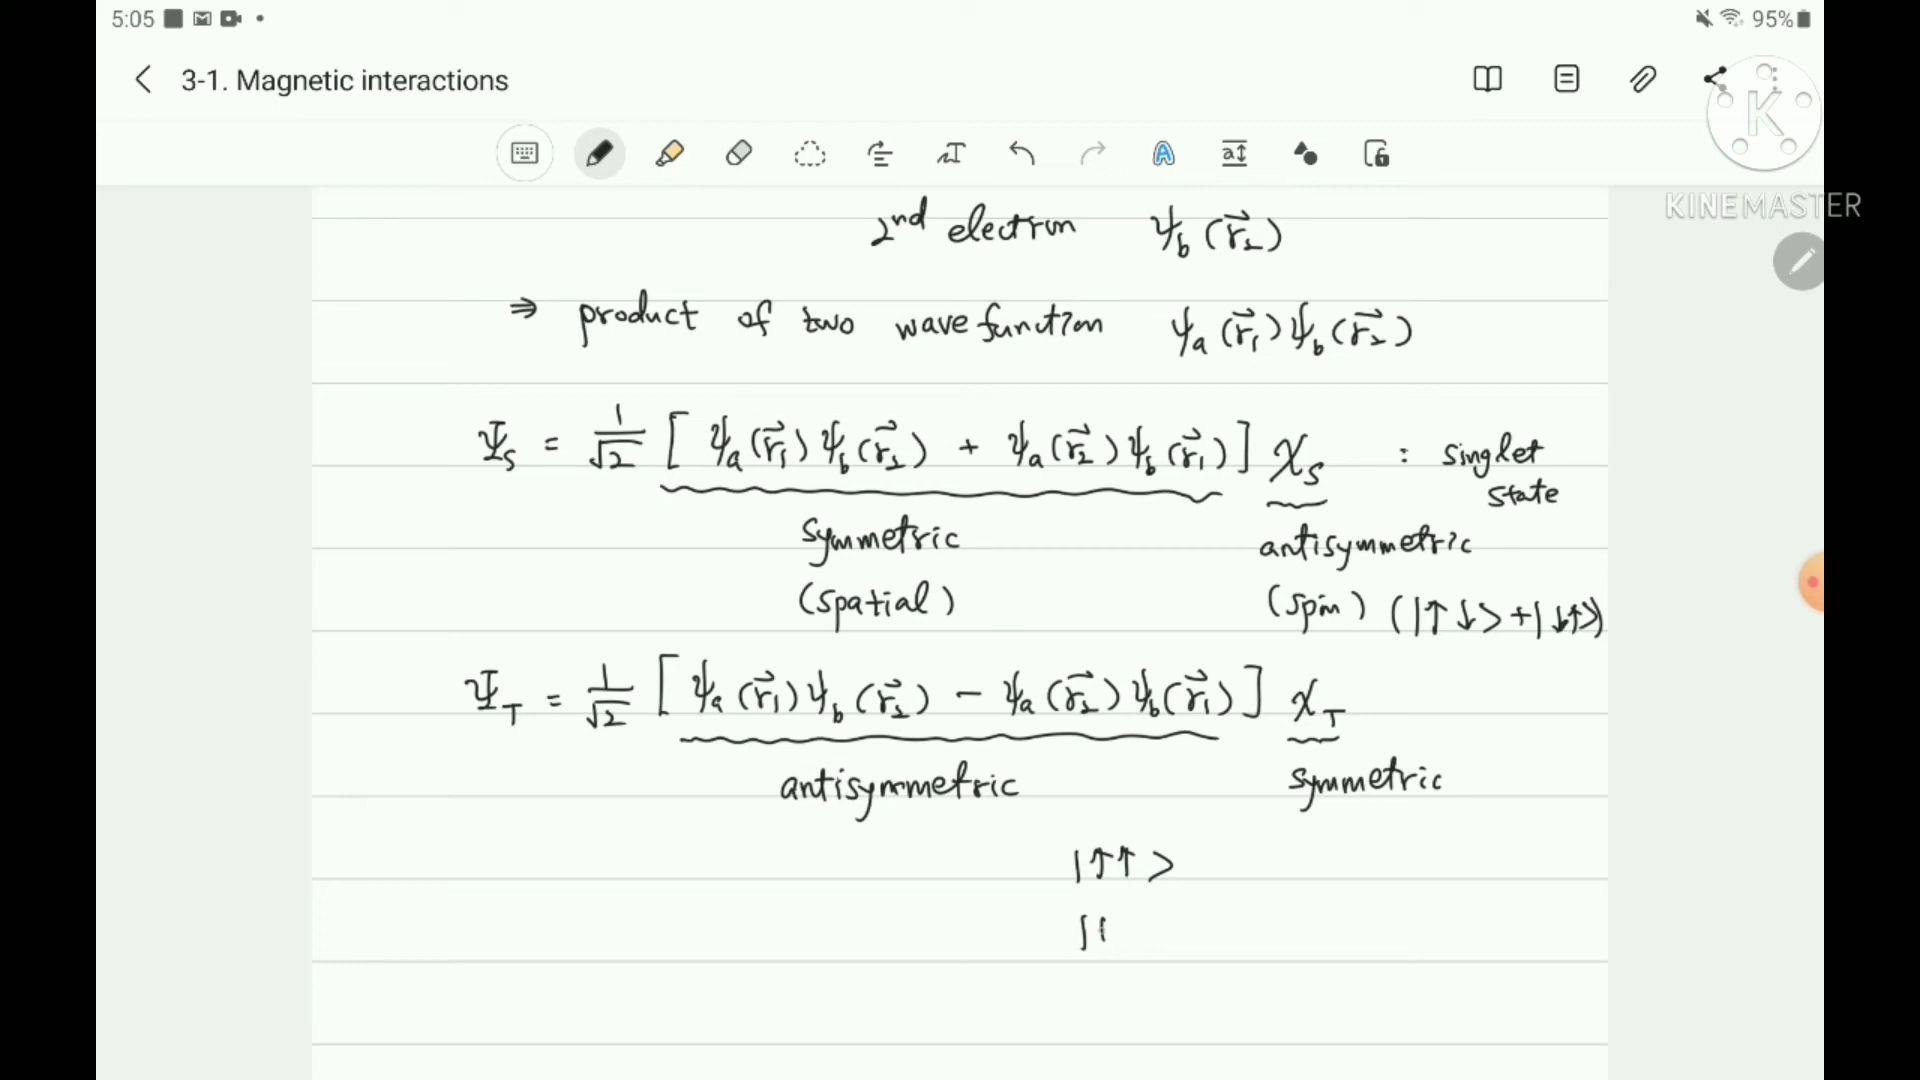 5:05
95%
3-1. Magnetic interactions
KINEMASTER
2nd electron ψb(r⃗2)
⇒ product of two wave function ψa(r⃗1)ψb(r⃗2)
Ψs = 1/√2 [ψa(r⃗1)ψb(r⃗2) + ψa(r⃗2)ψb(r⃗1)] χs : singlet state
symmetric antisymmetric
(spatial) (spin) (|↑↓> + |↓↑>)
ΨT = 1/√2 [ψa(r⃗1)ψb(r⃗2) − ψa(r⃗2)ψb(r⃗1)] χT
antisymmetric symmetric
|↑↑>